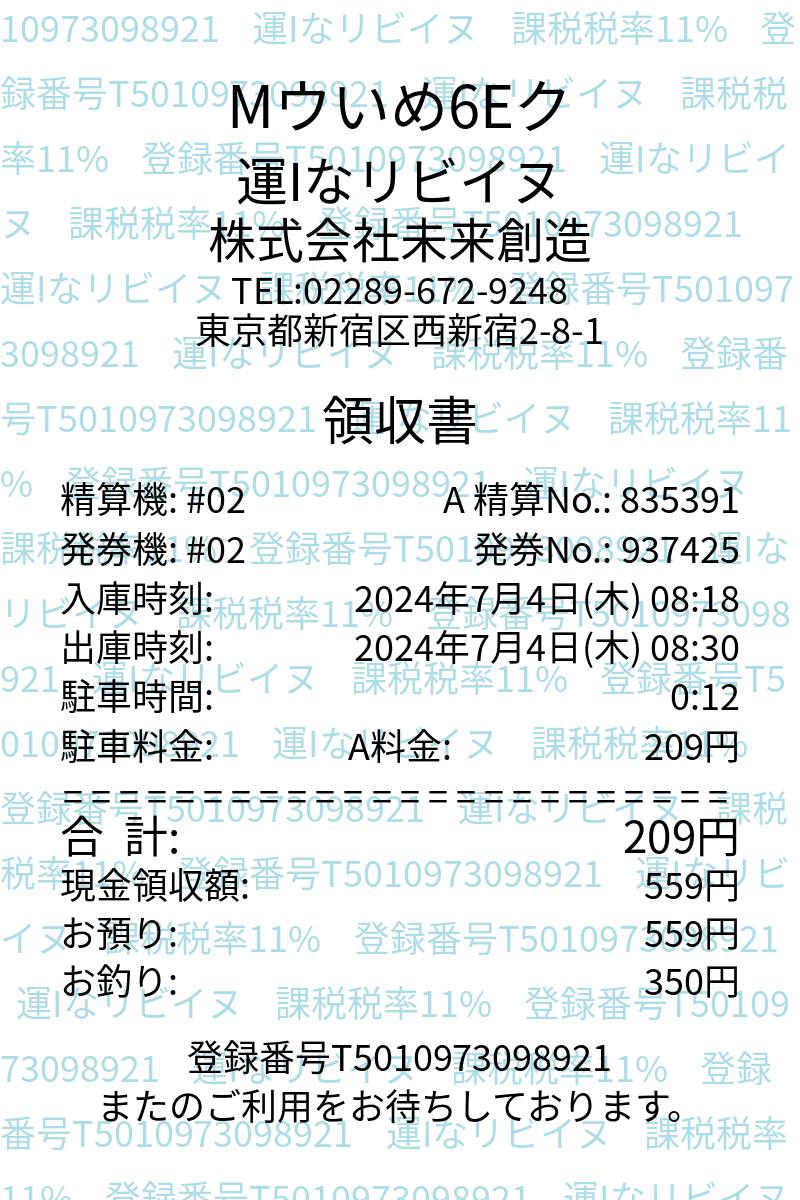 Mウいめ6Eク
運Iなリビイヌ
株式会社未来創造
TEL:02289-672-9248
東京都新宿区西新宿2-8-1
領収書
精算機: #02 A 精算No.: 835391
発券機: #02 発券No.: 937425
入庫時刻: 2024年7月4日(木) 08:18
出庫時刻: 2024年7月4日(木) 08:30
駐車時間: 0:12
駐車料金: A料金: 209円
========================
合 計: 209円
現金領収額: 559円
お預り: 559円
お釣り: 350円
登録番号T5010973098921
またのご利用をお待ちしております。
10973098921 運Iなリビイヌ 課税税率11% 登
録番号T5010973098921 運Iなリビイヌ 課税税
率11% 登録番号T5010973098921 運Iなリビイ
ヌ 課税税率11% 登録番号T5010973098921
運Iなリビイヌ 課税税率11% 登録番号T501097
3098921 運Iなリビイヌ 課税税率11% 登録番
号T5010973098921 運Iなリビイヌ 課税税率11
% 登録番号T5010973098921 運Iなリビイヌ
課税税率11% 登録番号T5010973098921 運Iな
リビイヌ 課税税率11% 登録番号T5010973098
921 運Iなリビイヌ 課税税率11% 登録番号T5
010973098921 運Iなリビイヌ 課税税率11%
登録番号T5010973098921 運Iなリビイヌ 課税
税率11% 登録番号T5010973098921 運Iなリビ
イヌ 課税税率11% 登録番号T5010973098921
運Iなリビイヌ 課税税率11% 登録番号T50109
73098921 運Iなリビイヌ 課税税率11% 登録
番号T5010973098921 運Iなリビイヌ 課税税率
11% 登録番号T5010973098921 運Iなリビイヌ